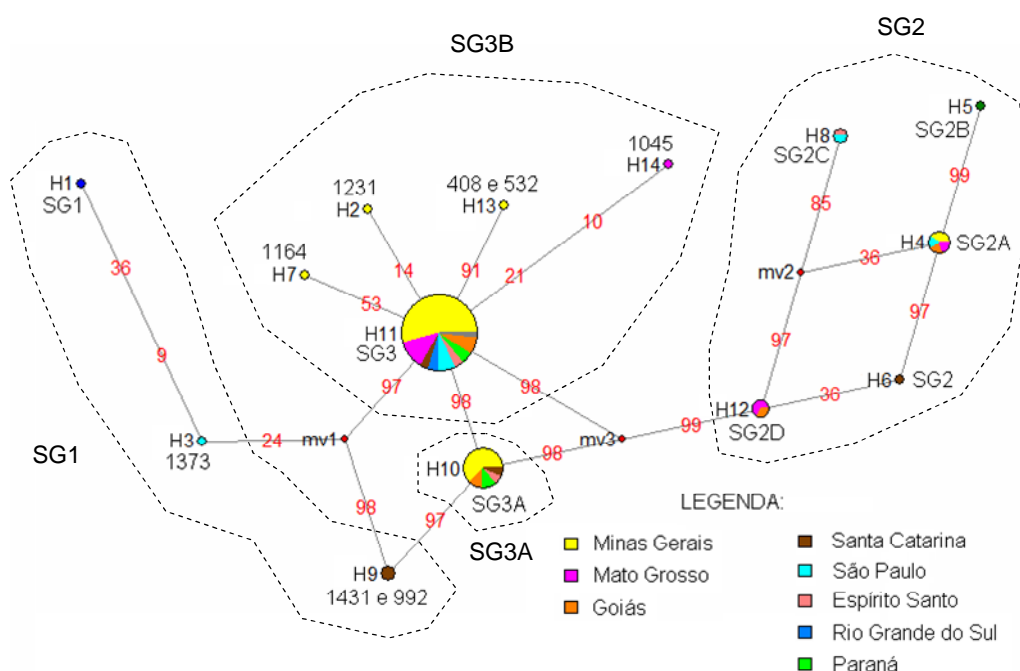 SG2
SG3B
H5
SG2B
H8
SG2C
1045
H14
H1
SG1
1231
H2
408 e 532
H13
99
85
10
36
H4
SG2A
36
mv2
14
91
21
1164
H7
53
97
H11
SG3
9
97
97
98
98
H6
SG2
36
H12
SG2D
H3
1373
24
mv1
mv3
99
SG1
H10
98
SG3A
98
97
SG3A
H9
1431 e 992
LEGENDA:
Minas Gerais
Mato Grosso
Goiás
Santa Catarina
São Paulo
Espírito Santo
Rio Grande do Sul
Paraná